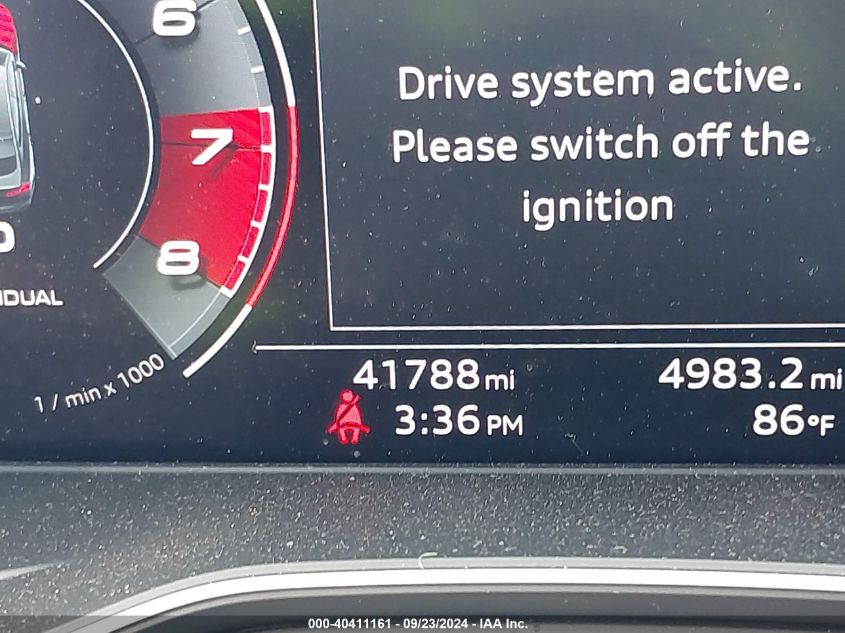 6
7
8
1 / min x 1000
Drive system active.
Please switch off the
ignition
41788 mi
4983.2 mi
3:36 PM
86°F
000-40411161 - 09/23/2024 - IAA Inc.